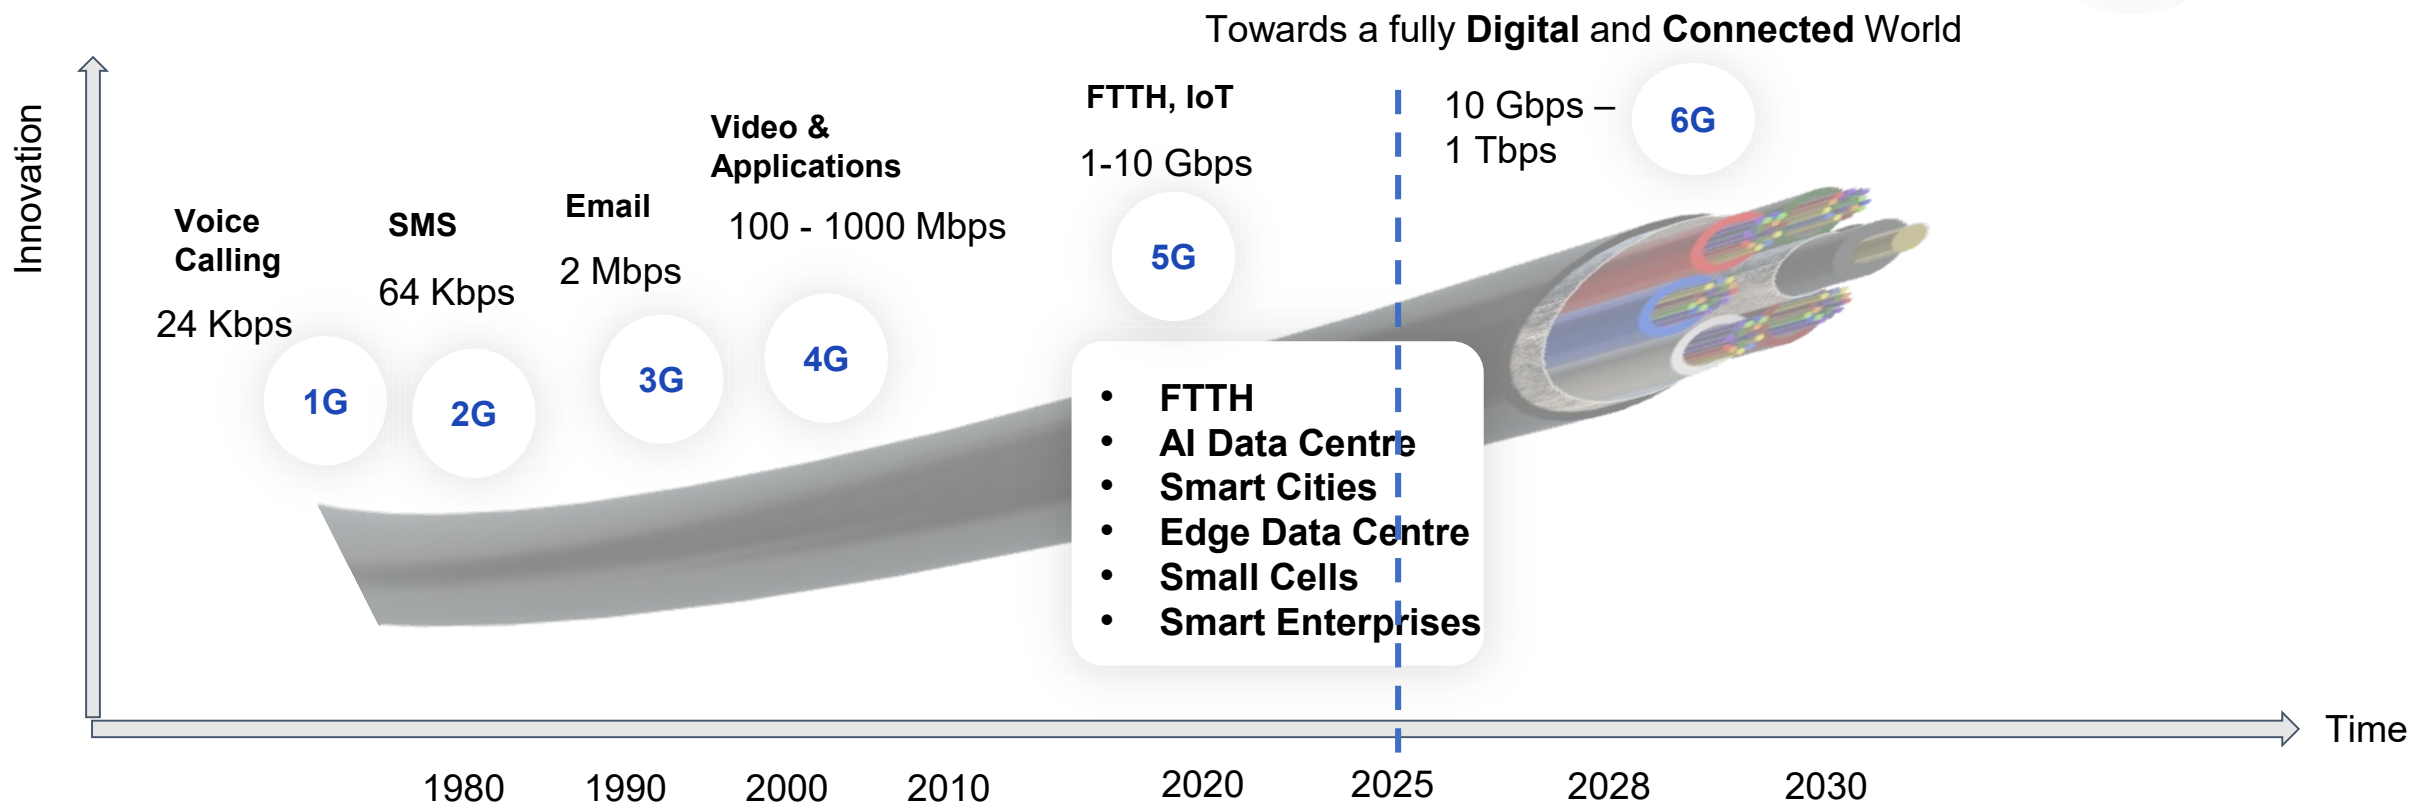 Towards a fully Digital and Connected World
Innovation
Voice
Calling
24 Kbps
1G
SMS
64 Kbps
2G
Email
2 Mbps
3G
Video &
Applications
100 - 1000 Mbps
4G
FTTH, IoT
1-10 Gbps
5G
10 Gbps –
1 Tbps
6G
• FTTH
• AI Data Centre
• Smart Cities
• Edge Data Centre
• Small Cells
• Smart Enterprises
Time
1980 1990 2000 2010 2020 2025 2028 2030